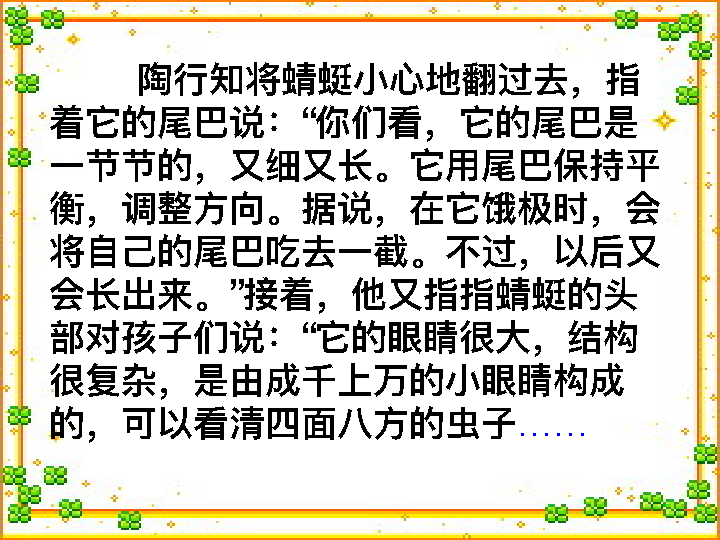 陶行知将蜻蜓小心地翻过去，指
着它的尾巴说：“你们看，它的尾巴是
一节节的，又细又长。它用尾巴保持平
衡，调整方向。据说，在它饿极时，会
将自己的尾巴吃去一截。不过，以后又
会长出来。”接着，他又指指蜻蜓的头
部对孩子们说：“它的眼睛很大，结构
很复杂，是由成千上万的小眼睛构成
的，可以看清四面八方的虫子……